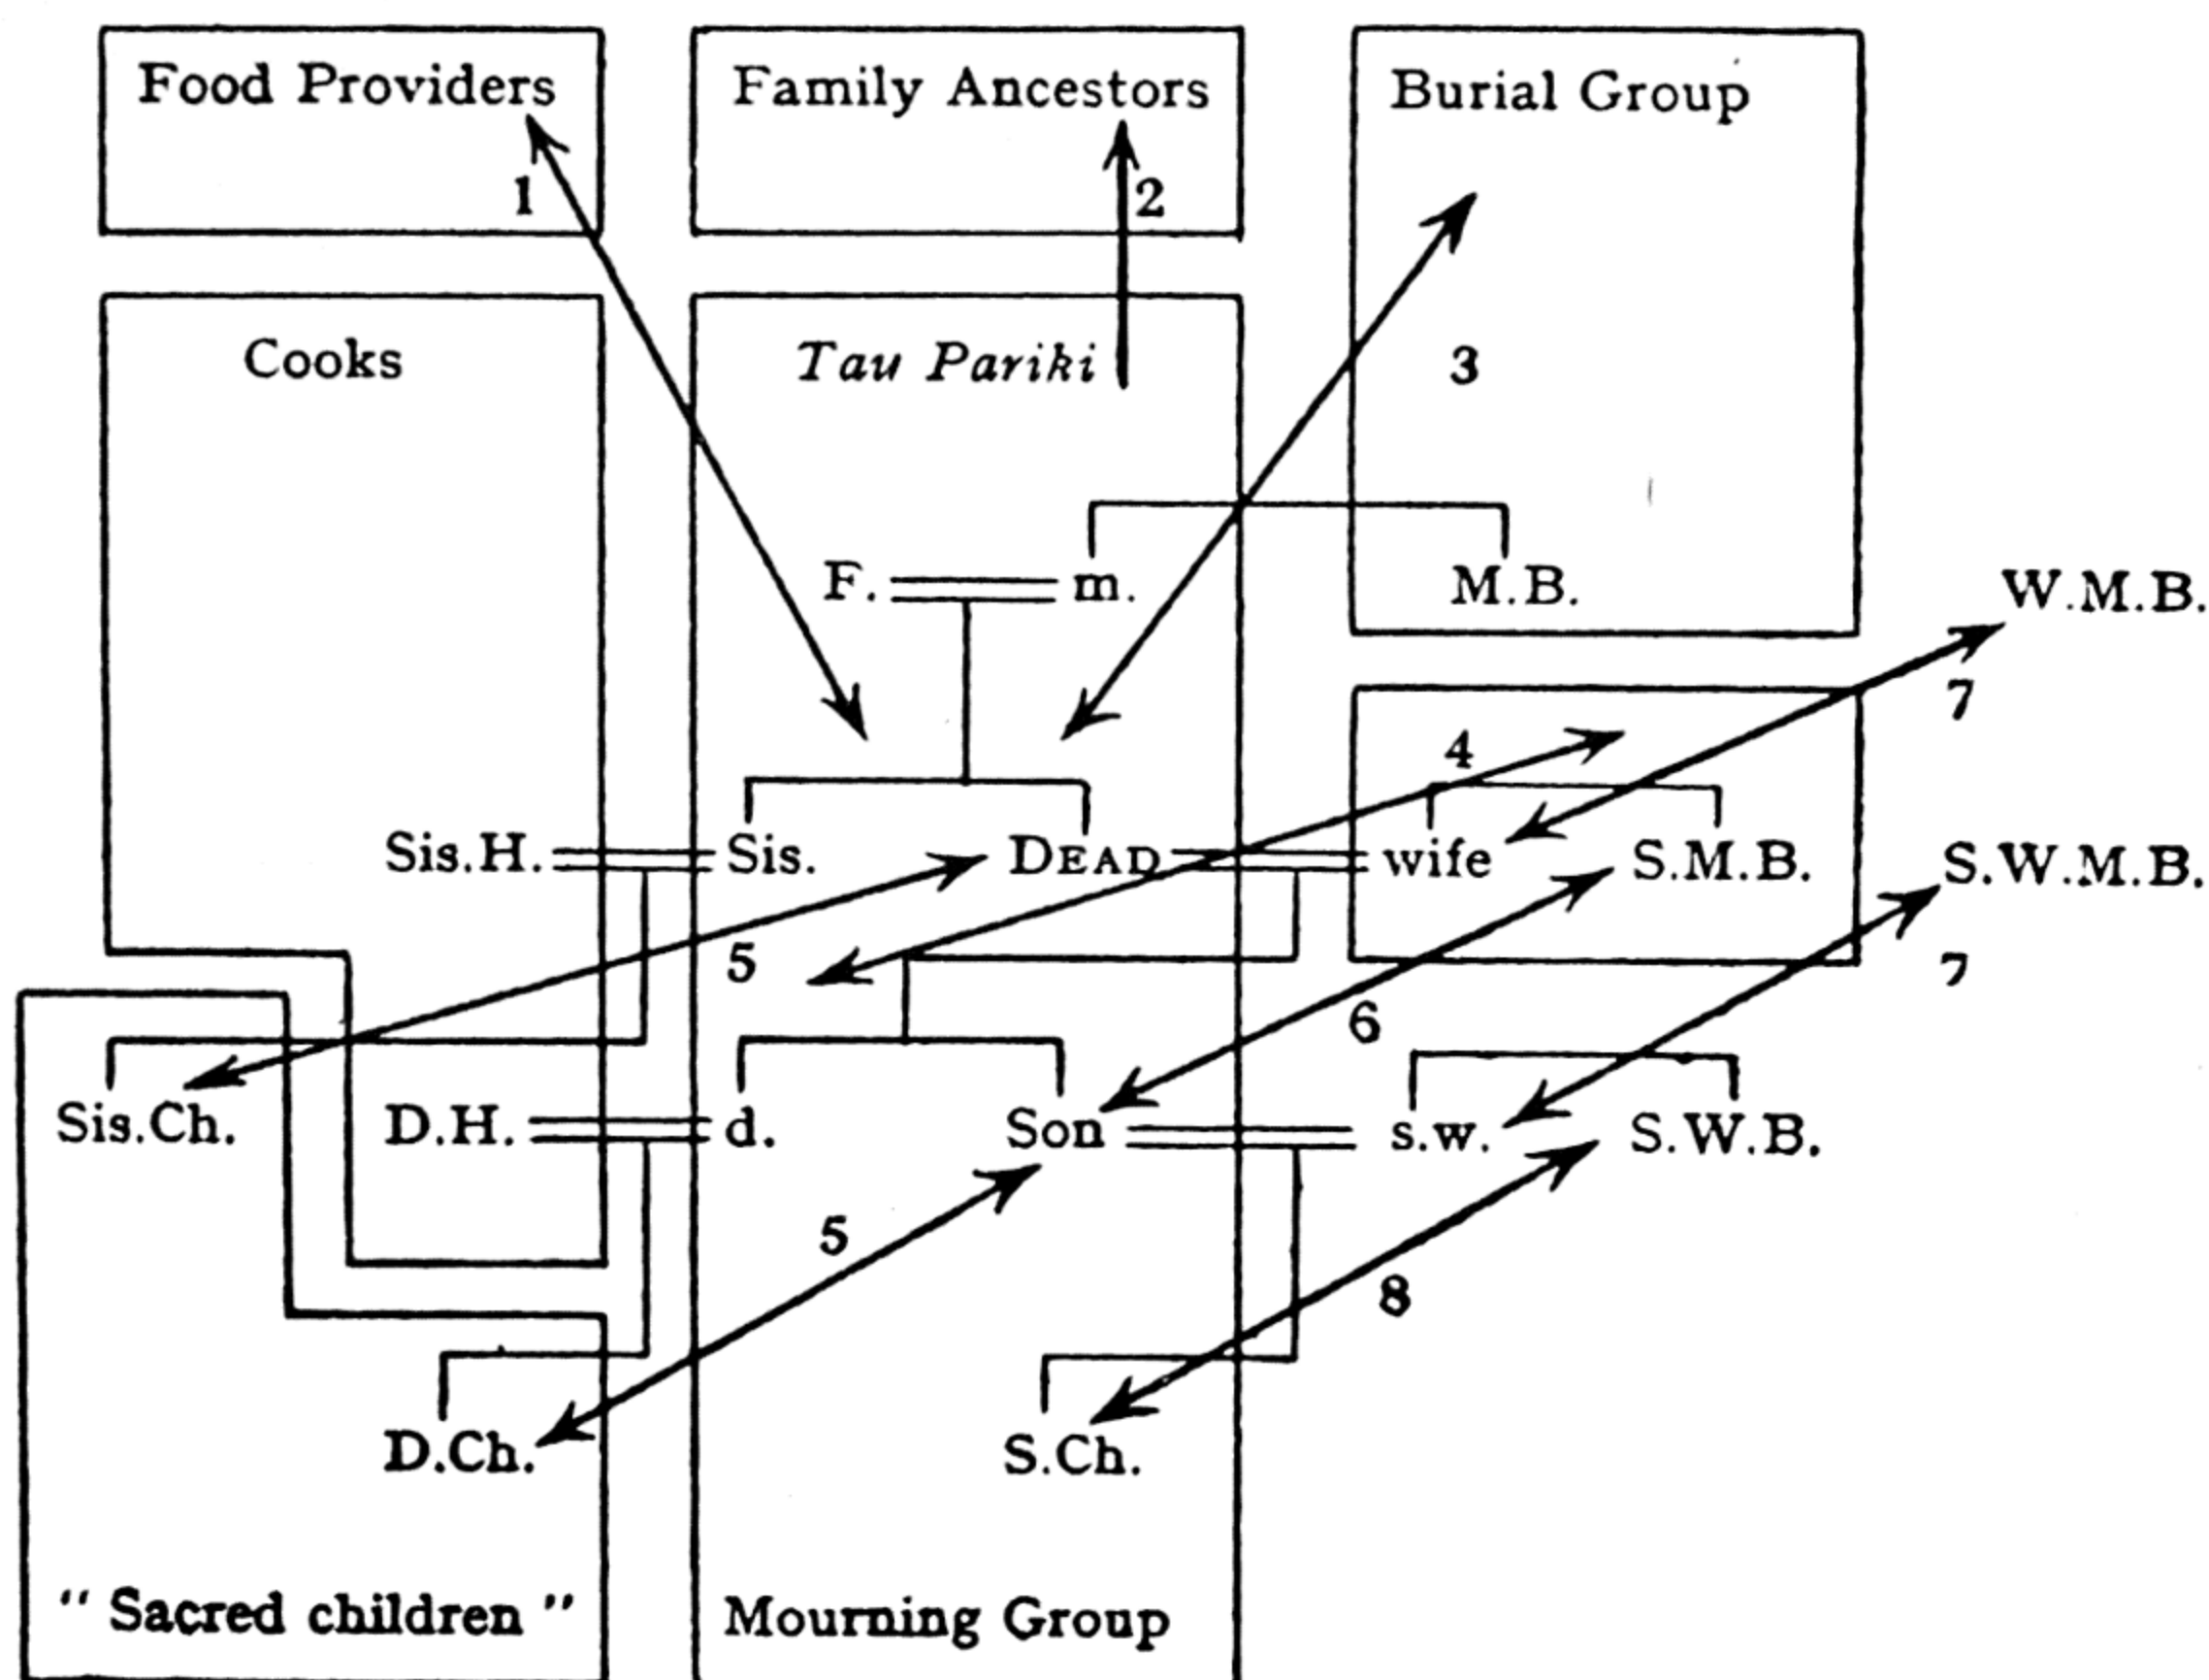 Food Providers
Family Ancestors
Burial Group
1
2
Cooks
Tau Pariki
3
F.
m.
M.B.
W.M.B.
7
4
Sis.H.
Sis.
DEAD
wife
S.M.B.
S.W.M.B.
5
7
6
Sis.Ch.
D.H.
d.
Son
s.w.
S.W.B.
5
8
D.Ch.
S.Ch.
" Sacred children "
Mourning Group